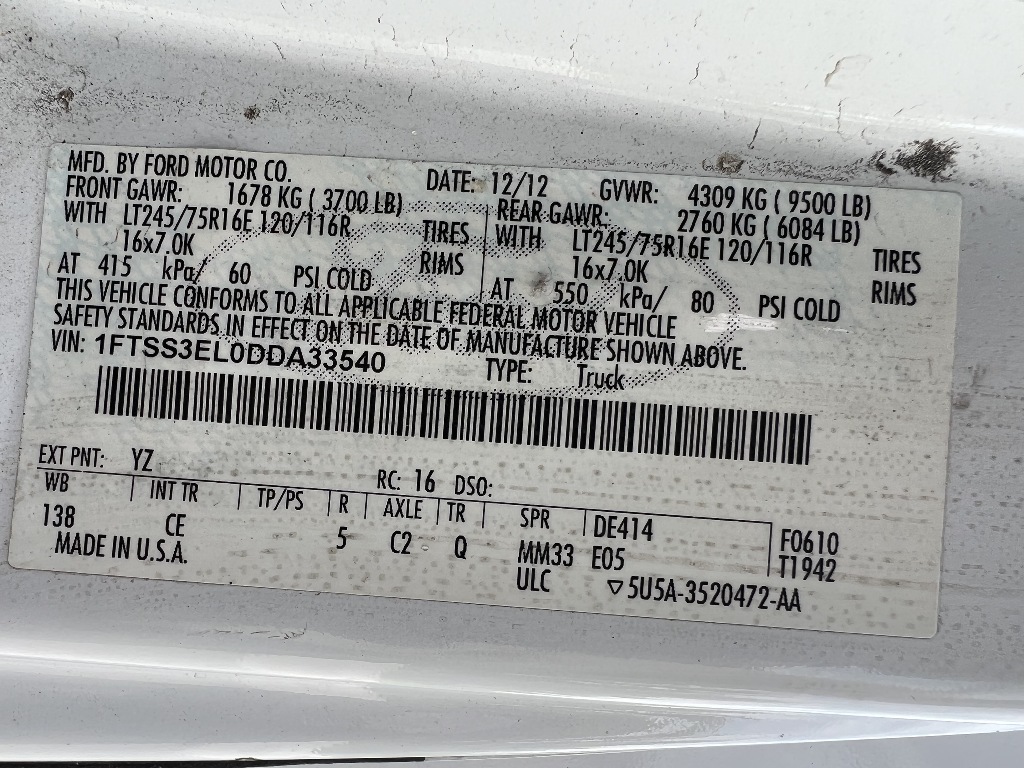 MFD. BY FORD MOTOR CO. DATE: 12/12 GVWR: 4309 KG ( 9500 LB)
FRONT GAWR: 1678 KG ( 3700 LB) REAR GAWR: 2760 KG ( 6084 LB)
WITH LT245/75R16E 120/116R TIRES WITH LT245/75R16E 120/116R TIRES
16x7.0K RIMS 16x7.0K RIMS
AT 415 kPa/ 60 PSI COLD AT 550 kPa/ 80 PSI COLD
THIS VEHICLE CONFORMS TO ALL APPLICABLE FEDERAL MOTOR VEHICLE
SAFETY STANDARDS IN EFFECT ON THE DATE OF MANUFACTURE SHOWN ABOVE.
VIN: 1FTSS3EL0DDA33540 TYPE: Truck
EXT PNT: YZ RC: 16 DSO:
WB INT TR TP/PS R AXLE TR SPR DE414 F0610
138 CE 5 C2 Q MM33 E05 T1942
MADE IN U.S.A. ULC ▽5U5A-3520472-AA